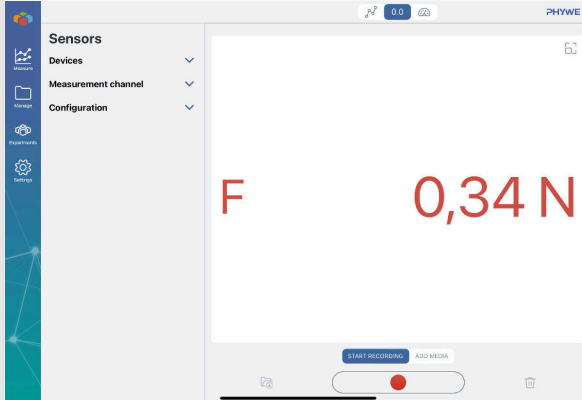 0.0
PHYWE
Sensors
Devices
Measurement channel
Configuration
Measure
Manage
Experiments
Settings
F 0,34 N
START RECORDING ADD MEDIA